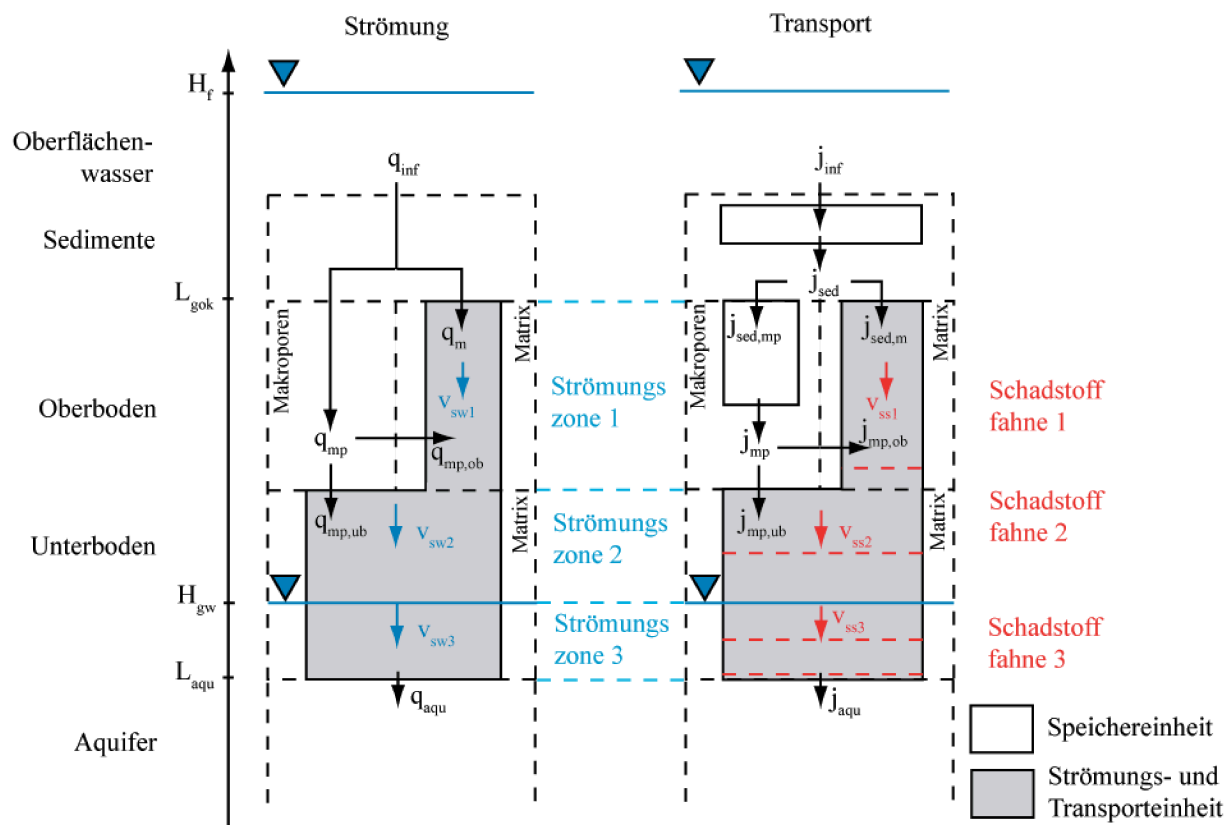 Strömung
Transport
H_f
Oberflächen-
wasser
q_inf
j_inf
Sedimente
j_sed
L_gok
Makroporen
q_m
Matrix
Makroporen
j_sed,mp
j_sed,m
Matrix
v_sw1
Strömungs
zone 1
v_ss1
Schadstoff
fahne 1
Oberboden
q_mp
q_mp,ob
j_mp
j_mp,ob
q_mp,ub
v_sw2
Matrix
Strömungs
zone 2
j_mp,ub
v_ss2
Matrix
Schadstoff
fahne 2
Unterboden
H_gw
v_sw3
Strömungs
zone 3
v_ss3
Schadstoff
fahne 3
L_aqu
q_aqu
j_aqu
Aquifer
Speichereinheit
Strömungs- und
Transporteinheit